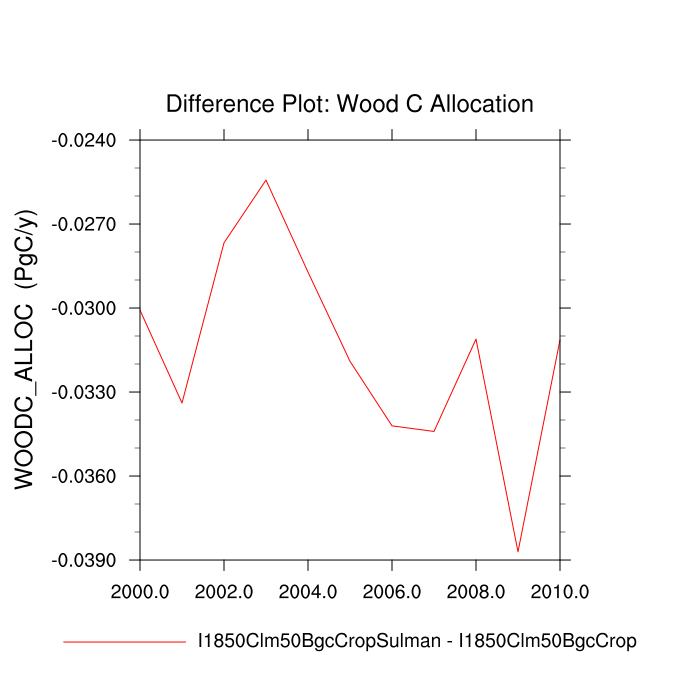 Difference Plot: Wood C Allocation
WOODC_ALLOC (PgC/y)
-0.0240
-0.0270
-0.0300
-0.0330
-0.0360
-0.0390
2000.0 2002.0 2004.0 2006.0 2008.0 2010.0
I1850Clm50BgcCropSulman - I1850Clm50BgcCrop